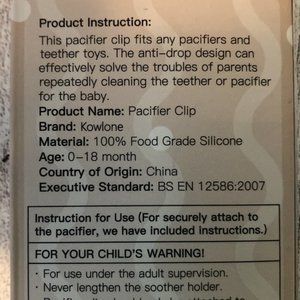 Product Instruction:
This pacifier clip fits any pacifiers and
teether toys. The anti-drop design can
effectively solve the troubles of parents
repeatedly cleaning the teether or pacifier
for the baby.
Product Name: Pacifier Clip
Brand: Kowlone
Material: 100% Food Grade Silicone
Age: 0-18 month
Country of Origin: China
Executive Standard: BS EN 12586:2007
Instruction for Use (For securely attach to
the pacifier, we have included instructions.)
FOR YOUR CHILD'S WARNING!
· For use under the adult supervision.
· Never lengthen the soother holder.